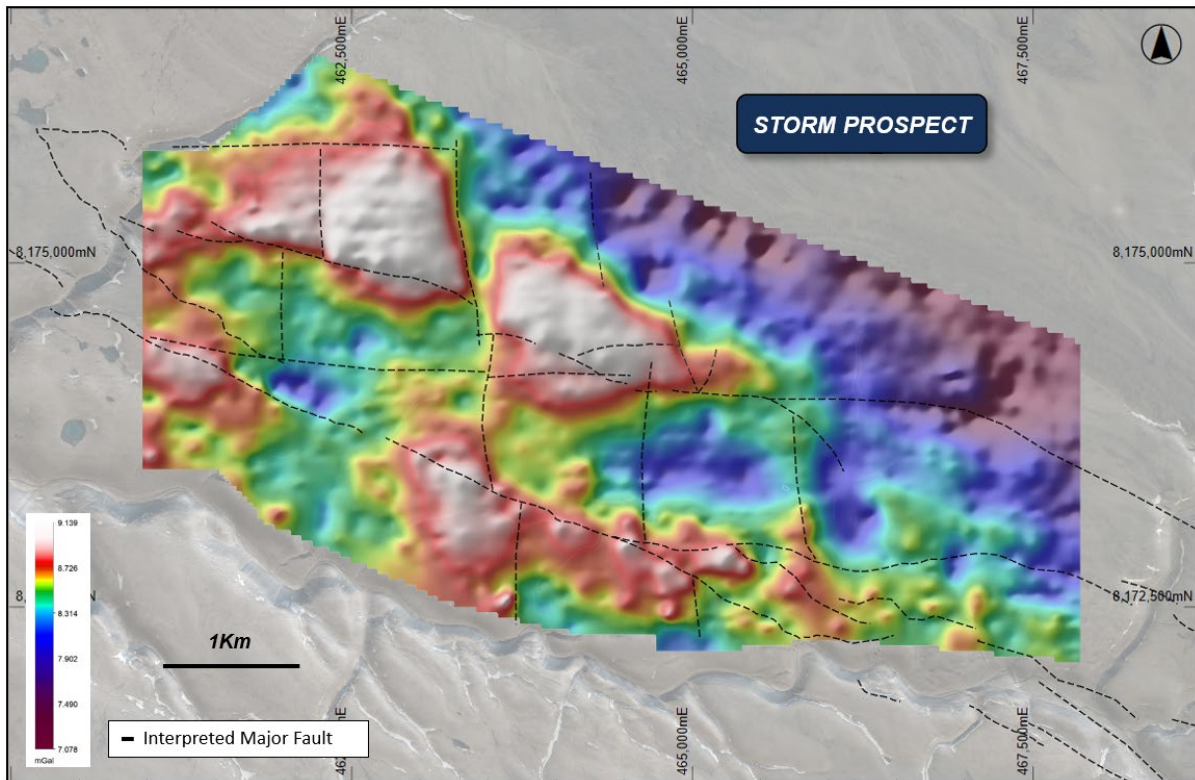 462,500mE
465,000mE
467,500mE
STORM PROSPECT
8,175,000mN
8,175,000mN
9.139
8.726
8.314
7.902
7.490
7.078
mGal
8,172,500mN
1Km
Interpreted Major Fault
465,000mE
467,500mE